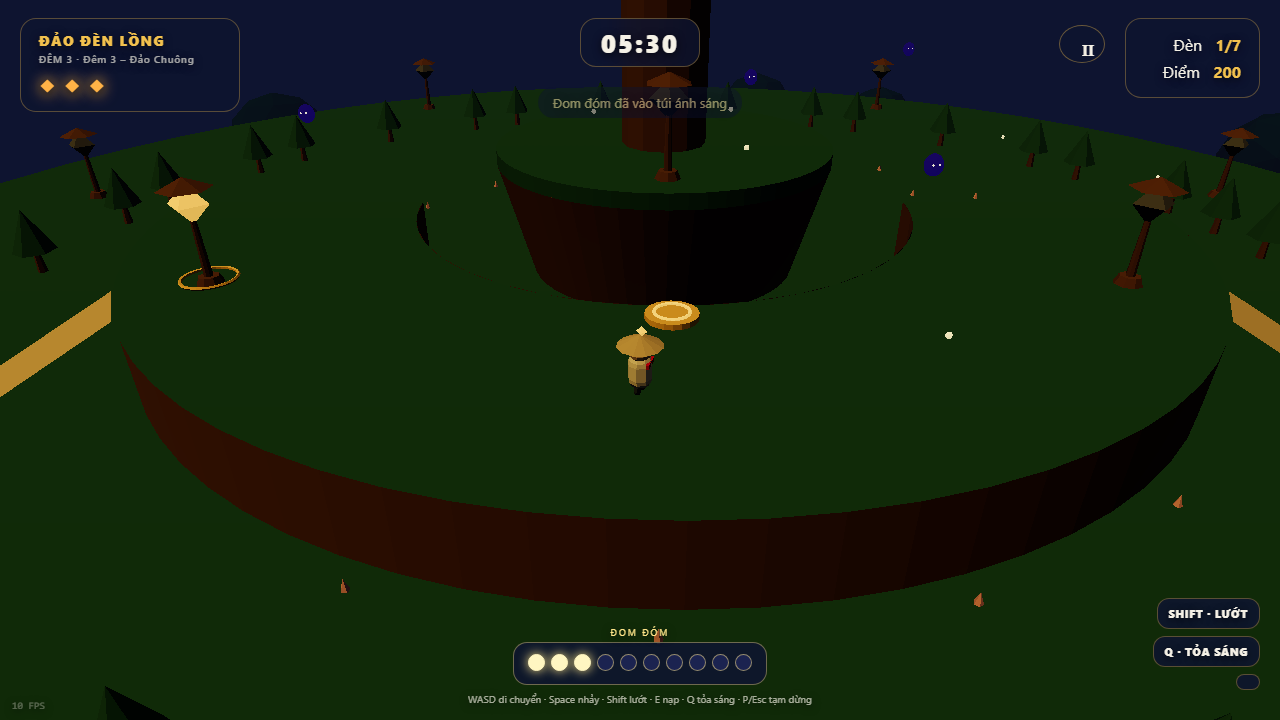 ĐẢO ĐÈN LỒNG
ĐÊM 3 · Đêm 3 – Đảo Chuông
05:30
Đom đóm đã vào túi ánh sáng.
II
Đèn 1/7
Điểm 200
ĐOM ĐÓM
WASD di chuyển · Space nhảy · Shift lướt · E nạp · Q tỏa sáng · P/Esc tạm dừng
SHIFT · LƯỚT
Q · TỎA SÁNG
10 FPS